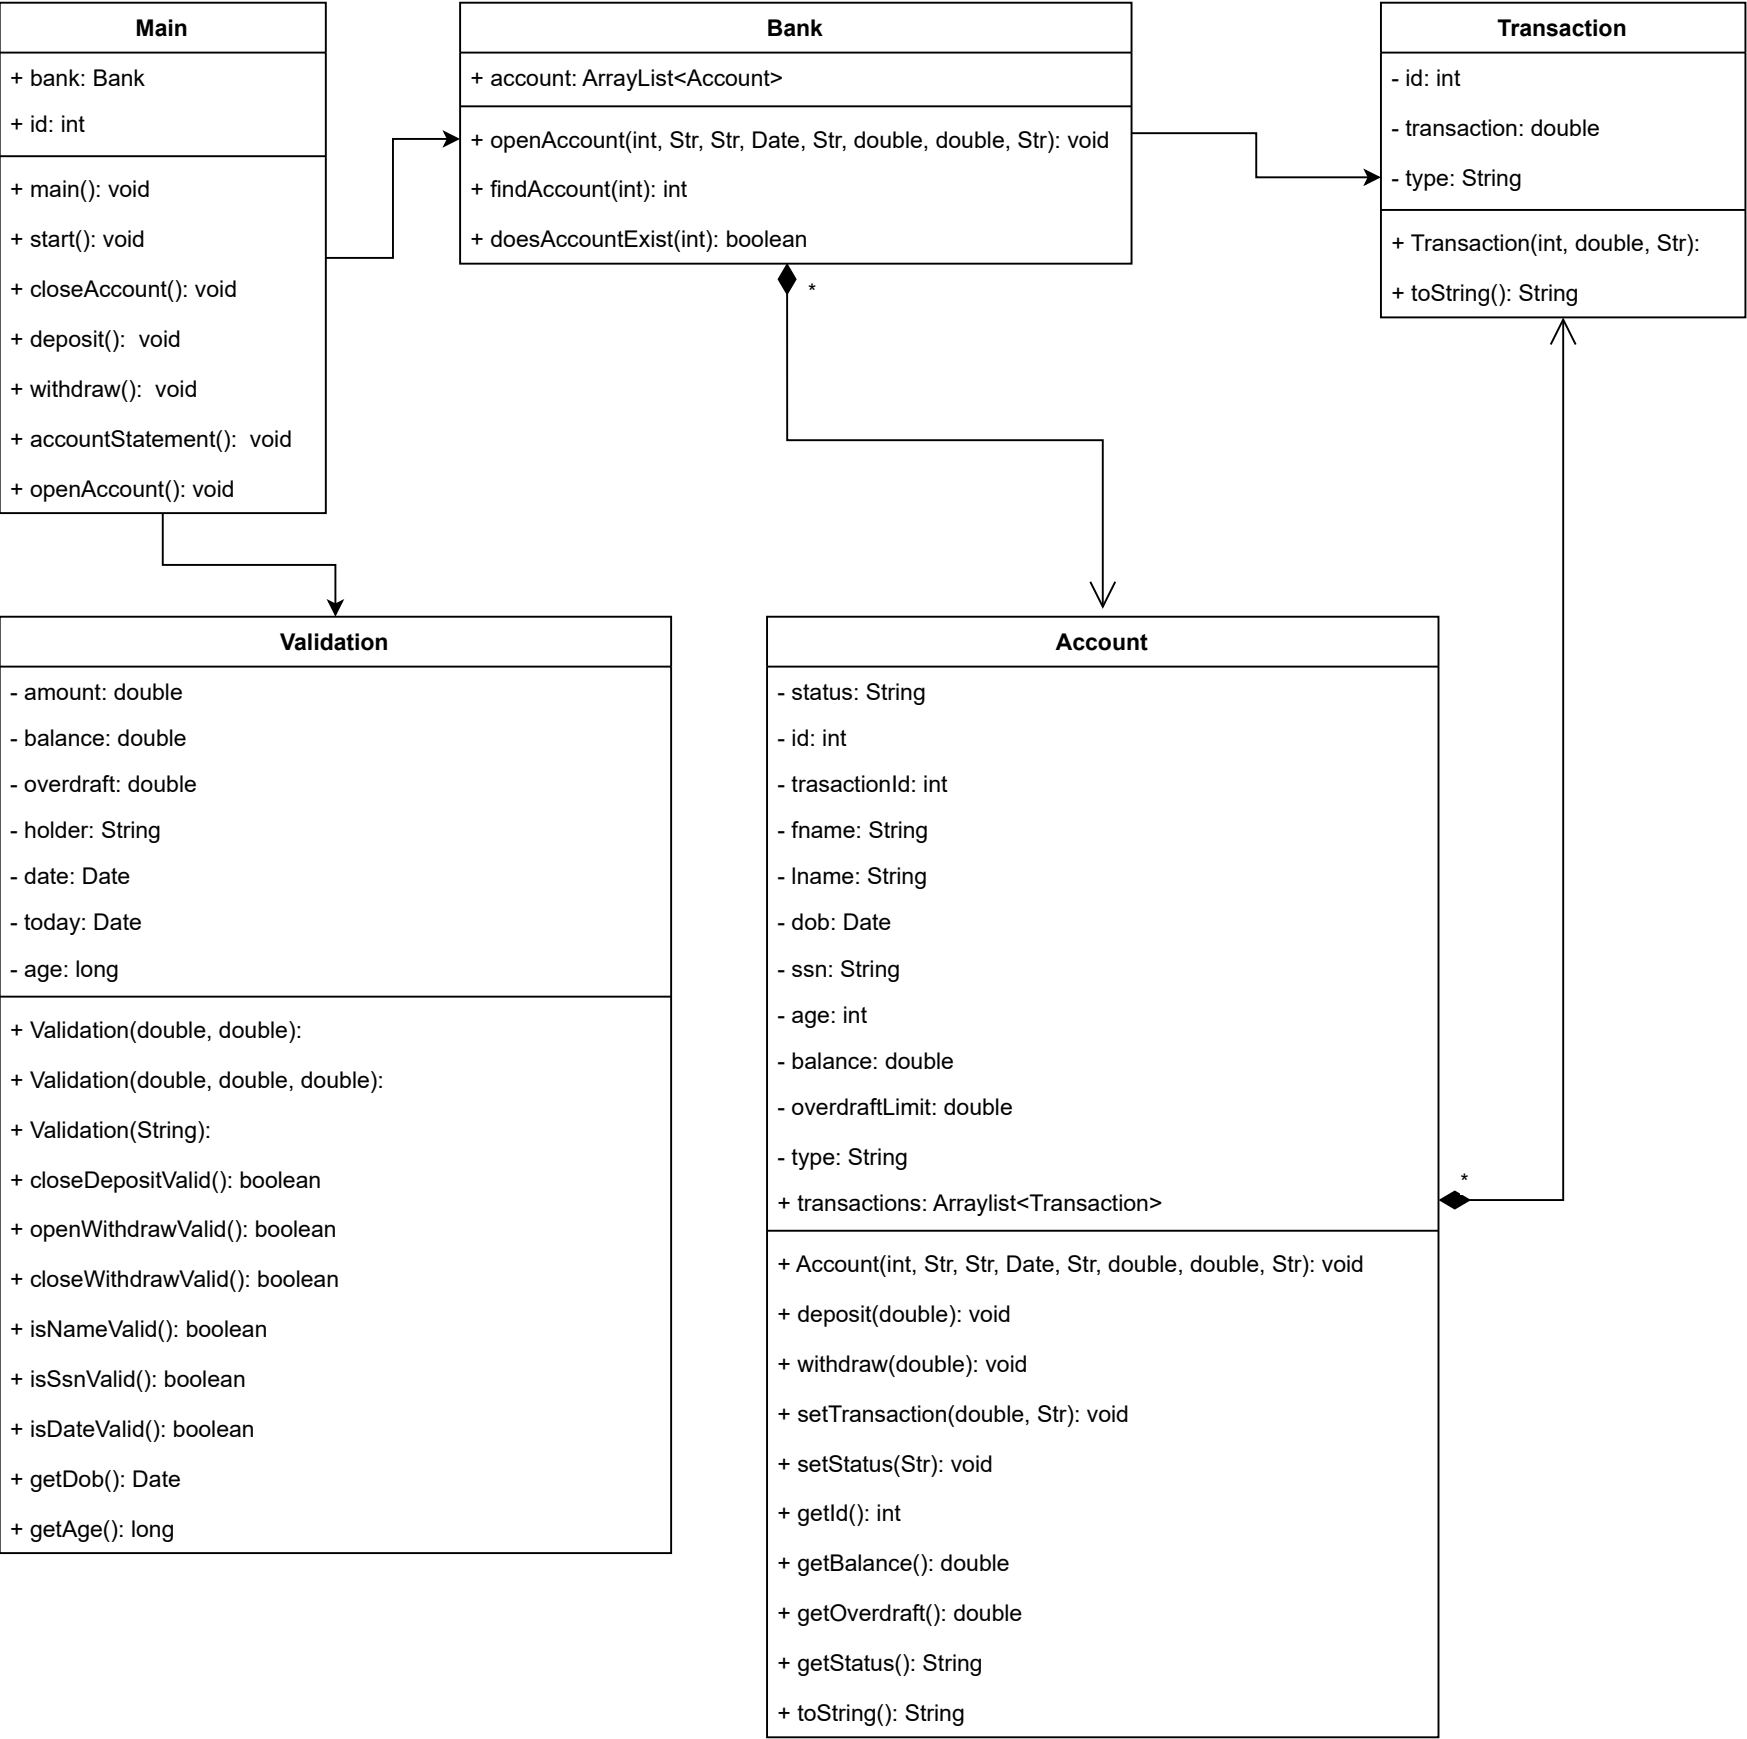 Main
+ bank: Bank
+ id: int
+ main(): void
+ start(): void
+ closeAccount(): void
+ deposit():  void
+ withdraw():  void
+ accountStatement():  void
+ openAccount(): void
Bank
+ account: ArrayList<Account>
+ openAccount(int, Str, Str, Date, Str, double, double, Str): void
+ findAccount(int): int
+ doesAccountExist(int): boolean
*
Transaction
- id: int
- transaction: double
- type: String
+ Transaction(int, double, Str):
+ toString(): String
Validation
- amount: double
- balance: double
- overdraft: double
- holder: String
- date: Date
- today: Date
- age: long
+ Validation(double, double):
+ Validation(double, double, double):
+ Validation(String):
+ closeDepositValid(): boolean
+ openWithdrawValid(): boolean
+ closeWithdrawValid(): boolean
+ isNameValid(): boolean
+ isSsnValid(): boolean
+ isDateValid(): boolean
+ getDob(): Date
+ getAge(): long
Account
- status: String
- id: int
- trasactionId: int
- fname: String
- lname: String
- dob: Date
- ssn: String
- age: int
- balance: double
- overdraftLimit: double
- type: String
+ transactions: Arraylist<Transaction>
*
+ Account(int, Str, Str, Date, Str, double, double, Str): void
+ deposit(double): void
+ withdraw(double): void
+ setTransaction(double, Str): void
+ setStatus(Str): void
+ getId(): int
+ getBalance(): double
+ getOverdraft(): double
+ getStatus(): String
+ toString(): String